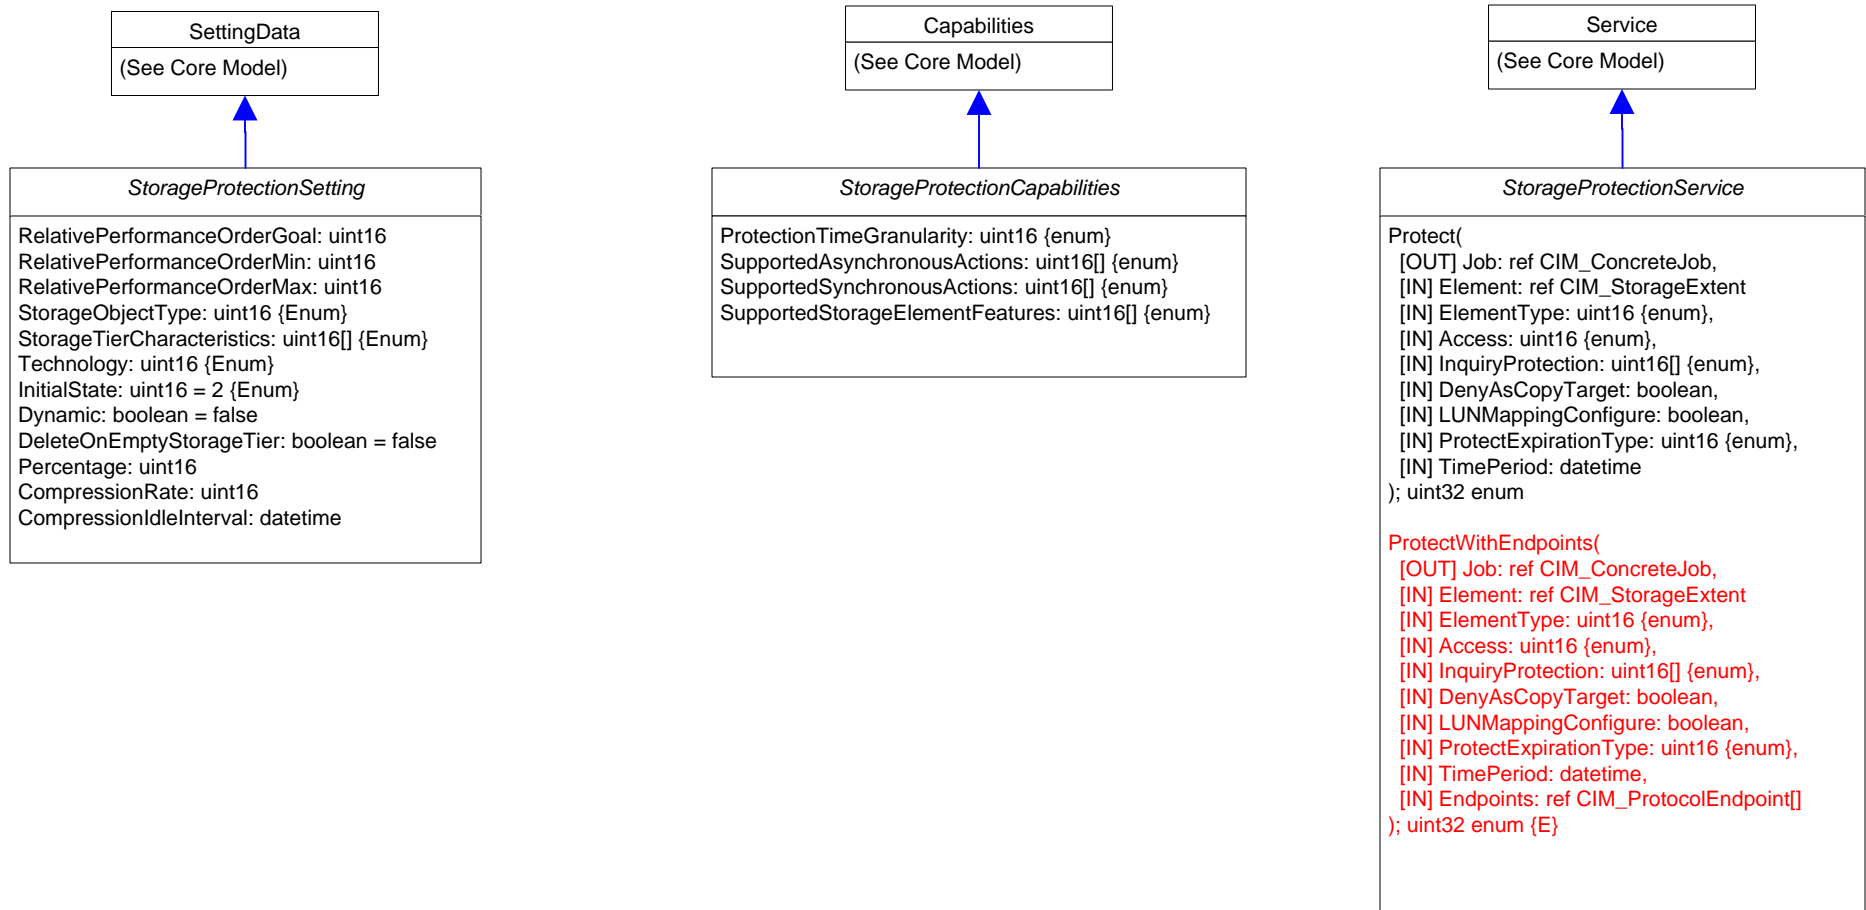 SettingData
(See Core Model)
StorageProtectionSetting
RelativePerformanceOrderGoal: uint16
RelativePerformanceOrderMin: uint16
RelativePerformanceOrderMax: uint16
StorageObjectType: uint16 {Enum}
StorageTierCharacteristics: uint16[] {Enum}
Technology: uint16 {Enum}
InitialState: uint16 = 2 {Enum}
Dynamic: boolean = false
DeleteOnEmptyStorageTier: boolean = false
Percentage: uint16
CompressionRate: uint16
CompressionIdleInterval: datetime
Capabilities
(See Core Model)
StorageProtectionCapabilities
ProtectionTimeGranularity: uint16 {enum}
SupportedAsynchronousActions: uint16[] {enum}
SupportedSynchronousActions: uint16[] {enum}
SupportedStorageElementFeatures: uint16[] {enum}
Service
(See Core Model)
StorageProtectionService
Protect(
[OUT] Job: ref CIM_ConcreteJob,
[IN] Element: ref CIM_StorageExtent
[IN] ElementType: uint16 {enum},
[IN] Access: uint16 {enum},
[IN] InquiryProtection: uint16[] {enum},
[IN] DenyAsCopyTarget: boolean,
[IN] LUNMappingConfigure: boolean,
[IN] ProtectExpirationType: uint16 {enum},
[IN] TimePeriod: datetime
); uint32 enum
ProtectWithEndpoints(
[OUT] Job: ref CIM_ConcreteJob,
[IN] Element: ref CIM_StorageExtent
[IN] ElementType: uint16 {enum},
[IN] Access: uint16 {enum},
[IN] InquiryProtection: uint16[] {enum},
[IN] DenyAsCopyTarget: boolean,
[IN] LUNMappingConfigure: boolean,
[IN] ProtectExpirationType: uint16 {enum},
[IN] TimePeriod: datetime,
[IN] Endpoints: ref CIM_ProtocolEndpoint[]
); uint32 enum {E}